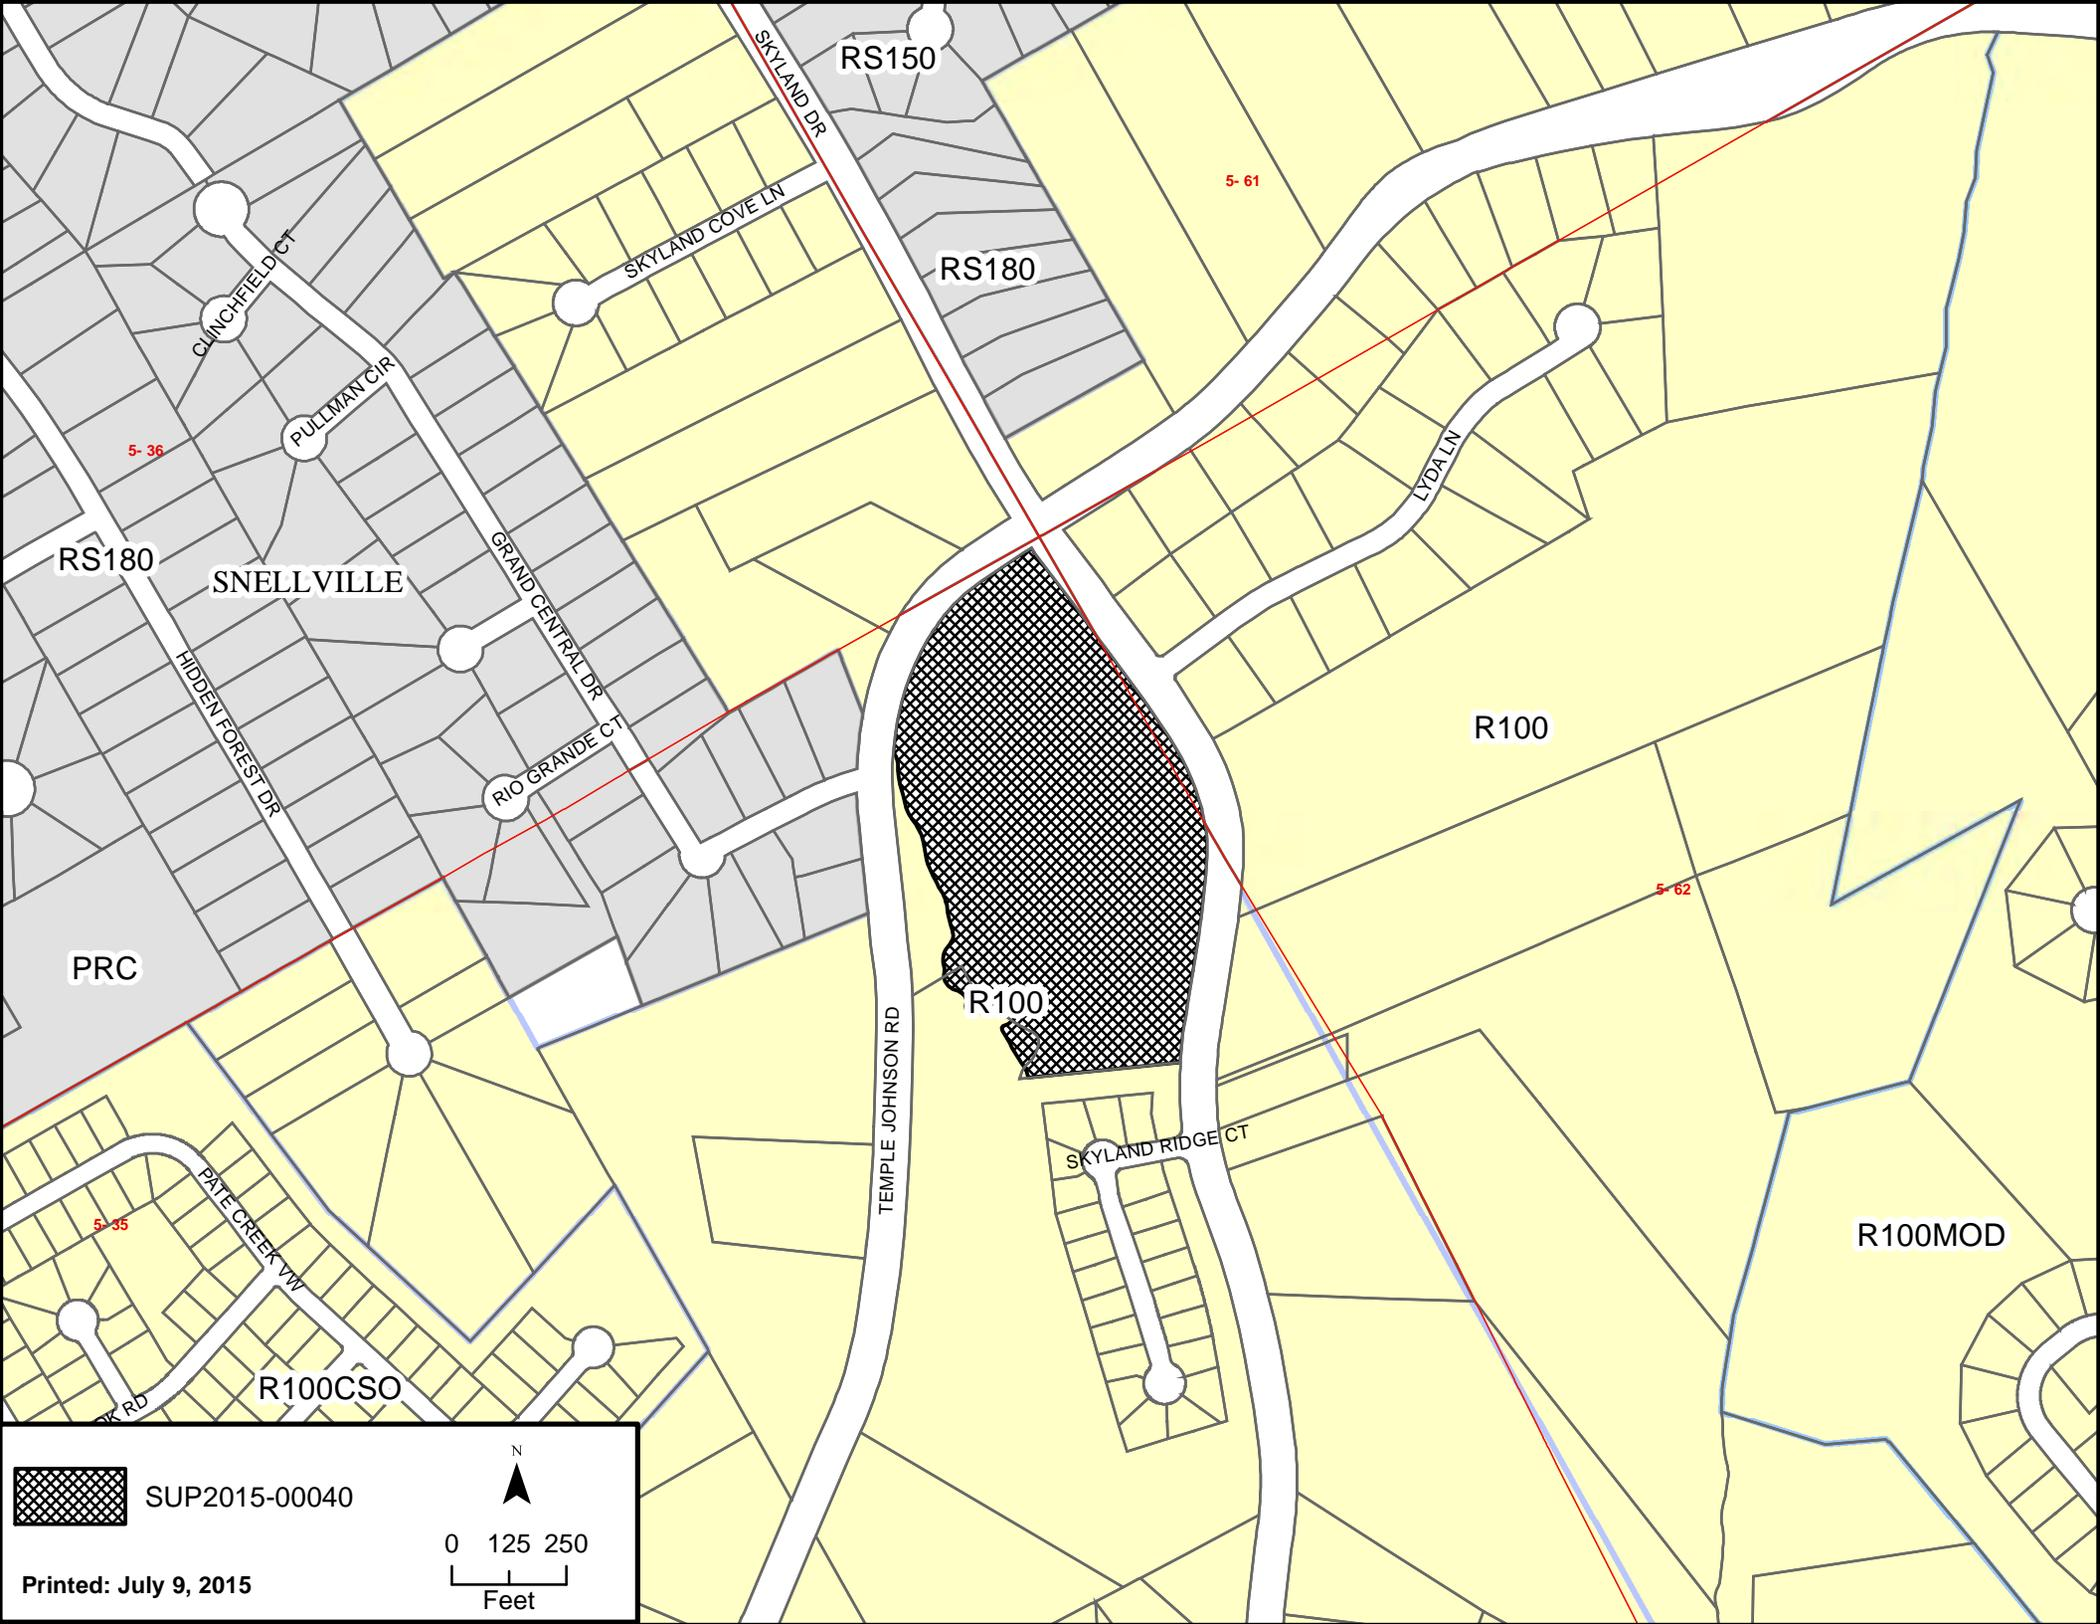 SKYLAND DR
RS150
SKYLAND COVE LN
5- 61
RS180
CLINCHFIELD CT
PULLMAN CIR
5- 36
LYDA LN
RS180
SNELLVILLE
GRAND CENTRAL DR
HIDDEN FOREST DR
RIO GRANDE CT
R100
5- 62
PRC
R100
TEMPLE JOHNSON RD
SKYLAND RIDGE CT
PATE CREEK VW
5- 35
R100MOD
R100CSO
OK RD
SUP2015-00040
N
0 125 250
Feet
Printed: July 9, 2015